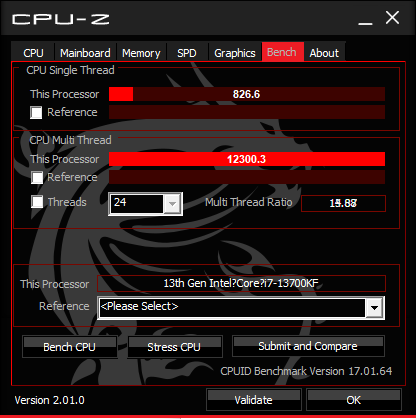 CPU-Z
CPU Mainboard Memory SPD Graphics Bench About
CPU Single Thread
This Processor 826.6
Reference
CPU Multi Thread
This Processor 12300.3
Reference
Threads 24 Multi Thread Ratio
This Processor 13th Gen Intel?Core?i7-13700KF
Reference <Please Select>
Bench CPU Stress CPU Submit and Compare
CPUID Benchmark Version 17.01.64
Version 2.01.0 Validate OK